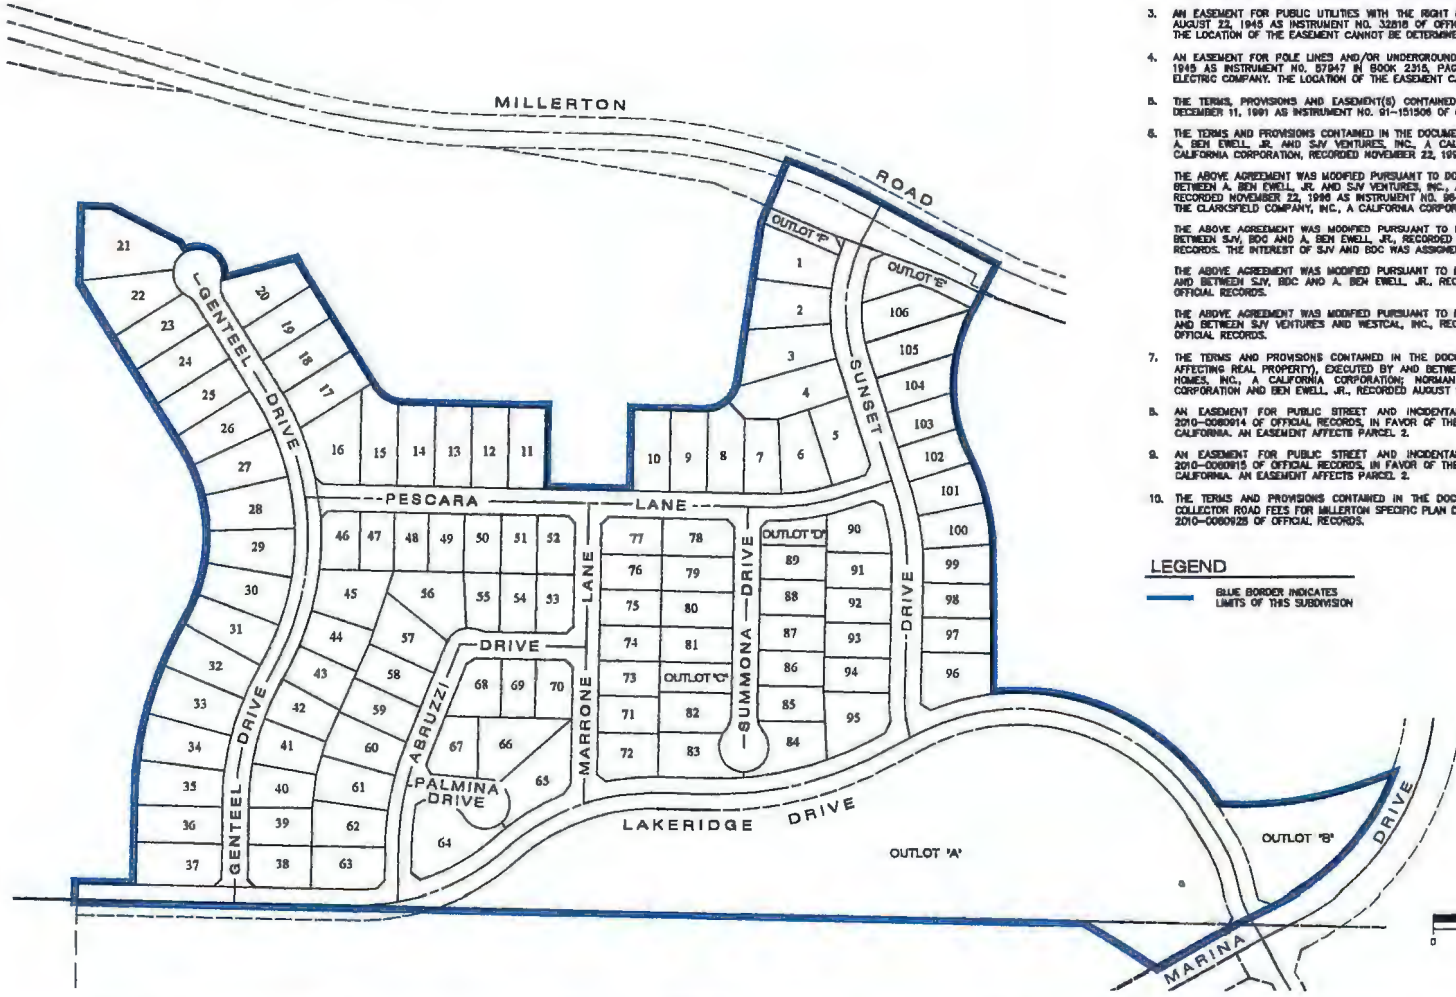 MILLERTON
ROAD
OUTLOT "F"
OUTLOT "E"
21
22
23
24
25
26
27
28
29
30
31
32
33
34
35
36
37
GENTEEL DRIVE
20
19
18
17
16
15
14
13
12
11
10
9
8
7
6
5
4
3
2
1
SUNSET
DRIVE
106
105
104
103
102
101
100
99
98
97
96
PESCARA LANE
46
47
48
49
50
51
52
45
56
55
54
53
44
57
43
58
42
59
41
60
40
61
39
62
38
63
GENTEEL DRIVE
ABRUZZI
DRIVE
MARRONE LANE
68
69
70
67
66
65
64
PALMINA
DRIVE
77
78
76
79
75
80
74
81
73
OUTLOT "C"
71
82
72
83
SUMMONA DRIVE
OUTLOT "D"
90
89
91
88
92
87
93
86
94
85
95
84
LAKERIDGE DRIVE
OUTLOT "A"
OUTLOT "B"
MARINA
DRIVE
3. AN EASEMENT FOR PUBLIC UTILITIES WITH THE RIGHT
AUGUST 22, 1945 AS INSTRUMENT NO. 32818 OF
THE LOCATION OF THE EASEMENT CANNOT BE
4. AN EASEMENT FOR POLE LINES AND/OR UNDERGROUND
1945 AS INSTRUMENT NO. 57947 IN BOOK 2315,
ELECTRIC COMPANY. THE LOCATION OF THE EASEMENT
5. THE TERMS, PROVISIONS AND EASEMENT(S) CONTAINED
DECEMBER 11, 1991 AS INSTRUMENT NO. 91-151506 OF
6. THE TERMS AND PROVISIONS CONTAINED IN THE
A. BEN EWELL, JR. AND SJV VENTURES, INC., A
CALIFORNIA CORPORATION, RECORDED NOVEMBER 22,
THE ABOVE AGREEMENT WAS MODIFIED PURSUANT TO
BETWEEN A. BEN EWELL, JR. AND SJV VENTURES, INC.,
RECORDED NOVEMBER 22, 1996 AS INSTRUMENT NO.
THE CLARKSFIELD COMPANY, INC., A CALIFORNIA
THE ABOVE AGREEMENT WAS MODIFIED PURSUANT TO
BETWEEN SJV, BDC AND A. BEN EWELL, JR., RECORDED
RECORDS. THE INTEREST OF SJV AND BDC WAS
THE ABOVE AGREEMENT WAS MODIFIED PURSUANT TO
AND BETWEEN SJV, BDC AND A. BEN EWELL, JR.,
OFFICIAL RECORDS.
THE ABOVE AGREEMENT WAS MODIFIED PURSUANT TO
AND BETWEEN SJV VENTURES AND WESTCAL, INC.,
OFFICIAL RECORDS.
7. THE TERMS AND PROVISIONS CONTAINED IN THE
AFFECTING REAL PROPERTY), EXECUTED BY AND
HOMES, INC., A CALIFORNIA CORPORATION; NORMAN
CORPORATION AND BEN EWELL, JR., RECORDED AUGUST
8. AN EASEMENT FOR PUBLIC STREET AND
2010-0060914 OF OFFICIAL RECORDS, IN FAVOR OF THE
CALIFORNIA. AN EASEMENT AFFECTS PARCEL 2.
9. AN EASEMENT FOR PUBLIC STREET AND
2010-0060915 OF OFFICIAL RECORDS, IN FAVOR OF THE
CALIFORNIA. AN EASEMENT AFFECTS PARCEL 2.
10. THE TERMS AND PROVISIONS CONTAINED IN THE
COLLECTOR ROAD FEES FOR MILLERTON SPECIFIC PLAN
2010-0060928 OF OFFICIAL RECORDS.
LEGEND
BLUE BORDER INDICATES
LIMITS OF THIS SUBDIVISION
0